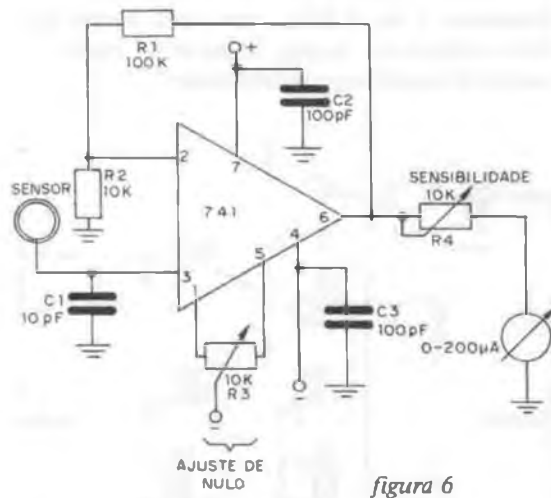 R1
100K
+
C2
100pF
R2
10K
SENSOR
2
7
741
6
SENSIBILIDADE
10K
R4
3
1
5
4
C1
10pF
C3
100pF
10K
R3
0-200µA
AJUSTE DE
NULO
figura 6